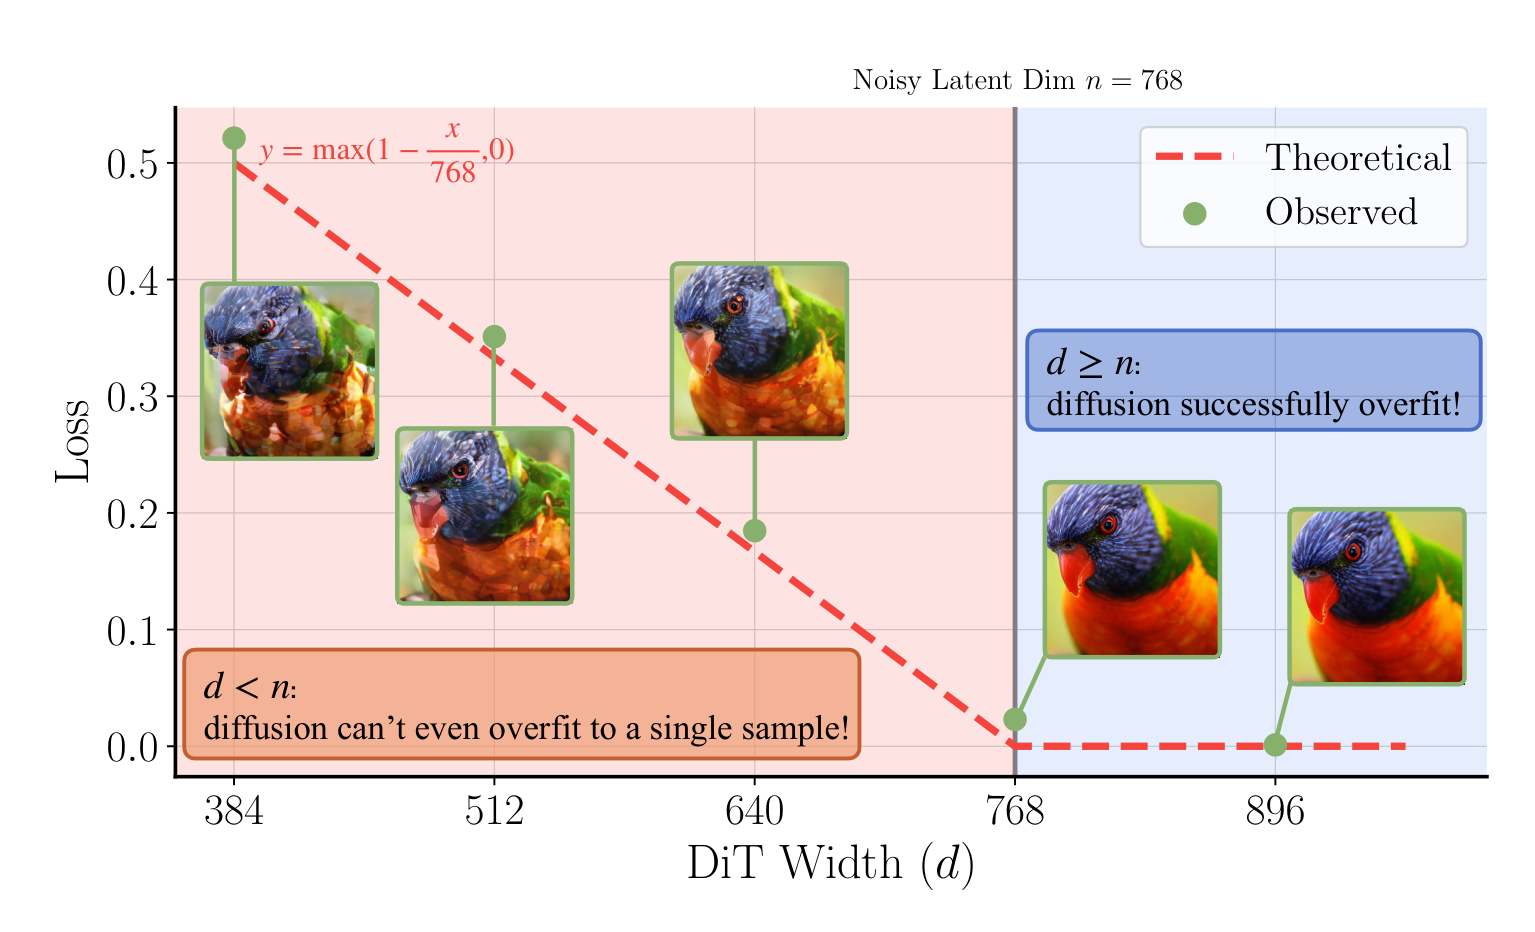 Noisy Latent Dim n = 768
y = max(1 − x/768,0)
Theoretical
Observed
0.5
0.4
0.3
0.2
0.1
0.0
Loss
d ≥ n:
diffusion successfully overfit!
d < n:
diffusion can't even overfit to a single sample!
384 512 640 768 896
DiT Width (d)